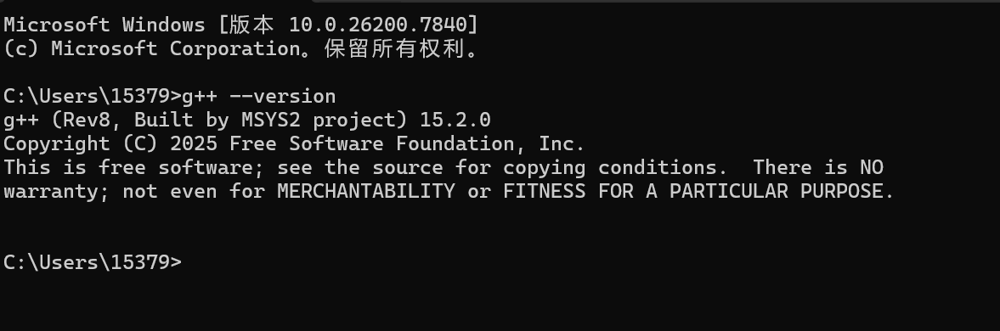 Microsoft Windows [版本 10.0.26200.7840]
(c) Microsoft Corporation。保留所有权利。
C:\Users\15379>g++ --version
g++ (Rev8, Built by MSYS2 project) 15.2.0
Copyright (C) 2025 Free Software Foundation, Inc.
This is free software; see the source for copying conditions.  There is NO
warranty; not even for MERCHANTABILITY or FITNESS FOR A PARTICULAR PURPOSE.
C:\Users\15379>